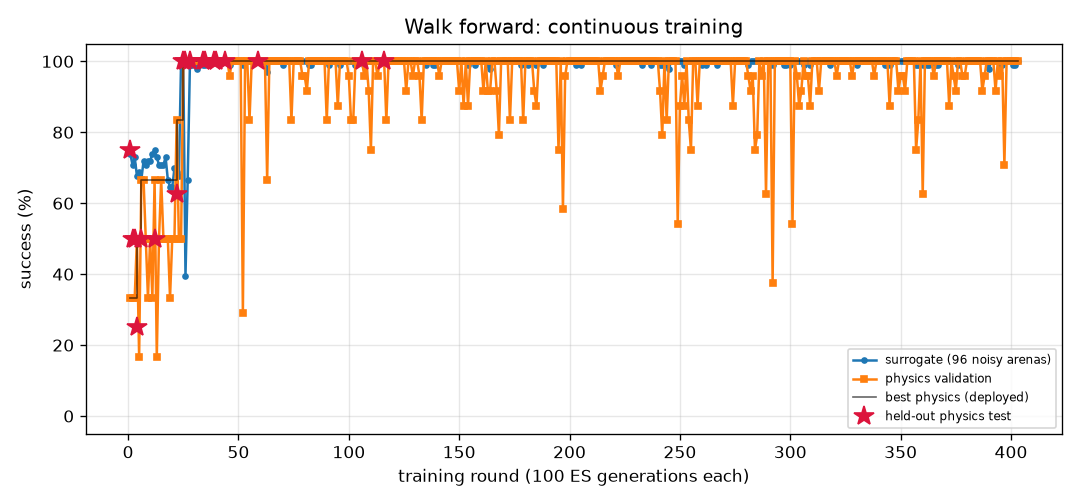 Walk forward: continuous training
success (%)
100
80
60
40
20
0
0 50 100 150 200 250 300 350 400
training round (100 ES generations each)
surrogate (96 noisy arenas)
physics validation
best physics (deployed)
held-out physics test